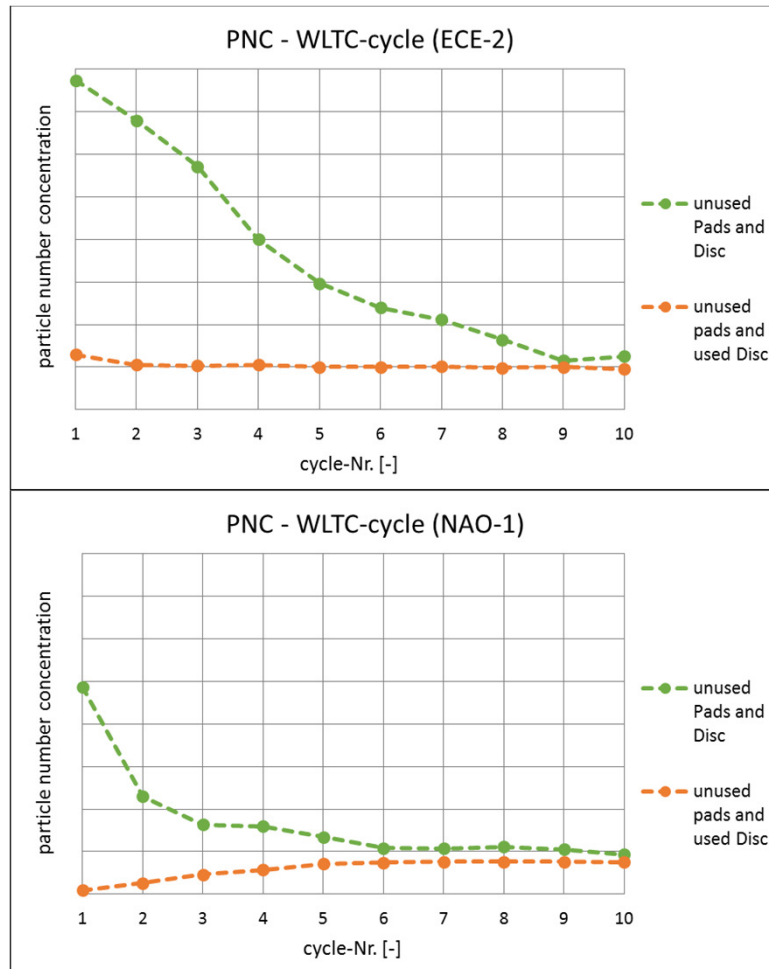 PNC - WLTC-cycle (ECE-2)
particle number concentration
unused
Pads and
Disc
unused
pads and
used Disc
1 2 3 4 5 6 7 8 9 10
cycle-Nr. [-]
PNC - WLTC-cycle (NAO-1)
particle number concentration
unused
Pads and
Disc
unused
pads and
used Disc
1 2 3 4 5 6 7 8 9 10
cycle-Nr. [-]